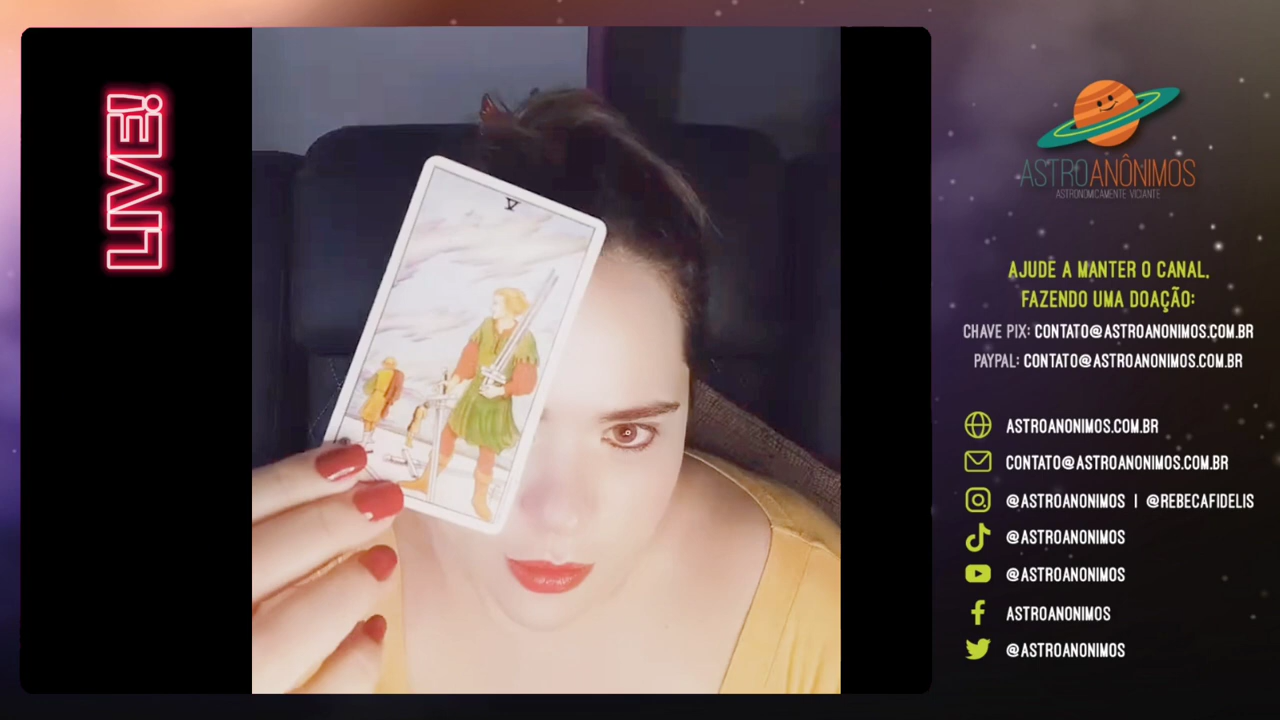 LIVE!
V
ASTROANÔNIMOS
ASTRONOMICAMENTE VICIANTE
AJUDE A MANTER O CANAL,
FAZENDO UMA DOAÇÃO:
CHAVE PIX: CONTATO@ASTROANONIMOS.COM.BR
PAYPAL: CONTATO@ASTROANONIMOS.COM.BR
ASTROANONIMOS.COM.BR
CONTATO@ASTROANONIMOS.COM.BR
@ASTROANONIMOS | @REBECAFIDELIS
@ASTROANONIMOS
@ASTROANONIMOS
ASTROANONIMOS
@ASTROANONIMOS